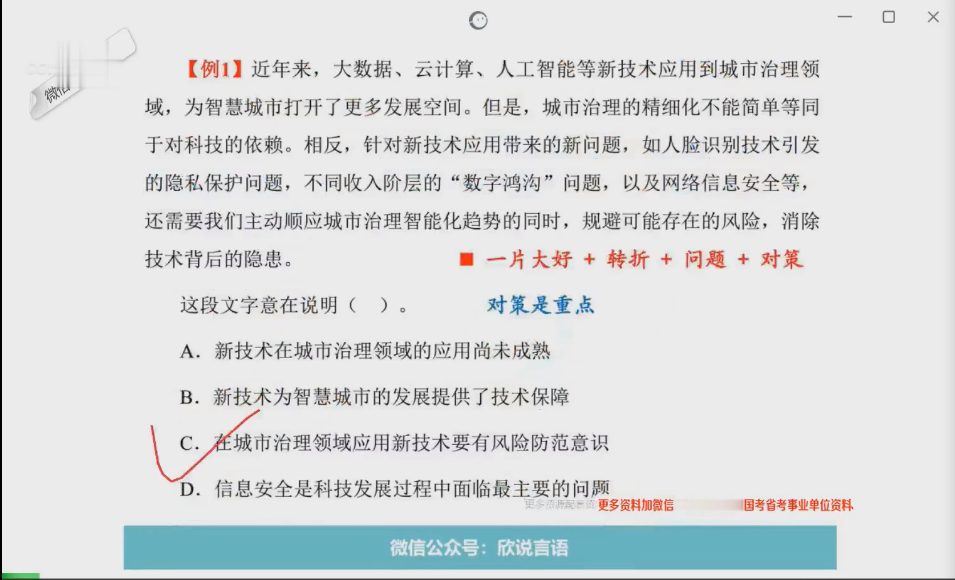 微信
【例1】近年来，大数据、云计算、人工智能等新技术应用到城市治理领
域，为智慧城市打开了更多发展空间。但是，城市治理的精细化不能简单等同
于对科技的依赖。相反，针对新技术应用带来的新问题，如人脸识别技术引发
的隐私保护问题，不同收入阶层的“数字鸿沟”问题，以及网络信息安全等，
还需要我们主动顺应城市治理智能化趋势的同时，规避可能存在的风险，消除
技术背后的隐患。
■ 一片大好 + 转折 + 问题 + 对策
这段文字意在说明（ ）。
对策是重点
A．新技术在城市治理领域的应用尚未成熟
B．新技术为智慧城市的发展提供了技术保障
C．在城市治理领域应用新技术要有风险防范意识
D．信息安全是科技发展过程中面临最主要的问题
更多资料加微信 国考省考事业单位资料
微信公众号：欣说言语